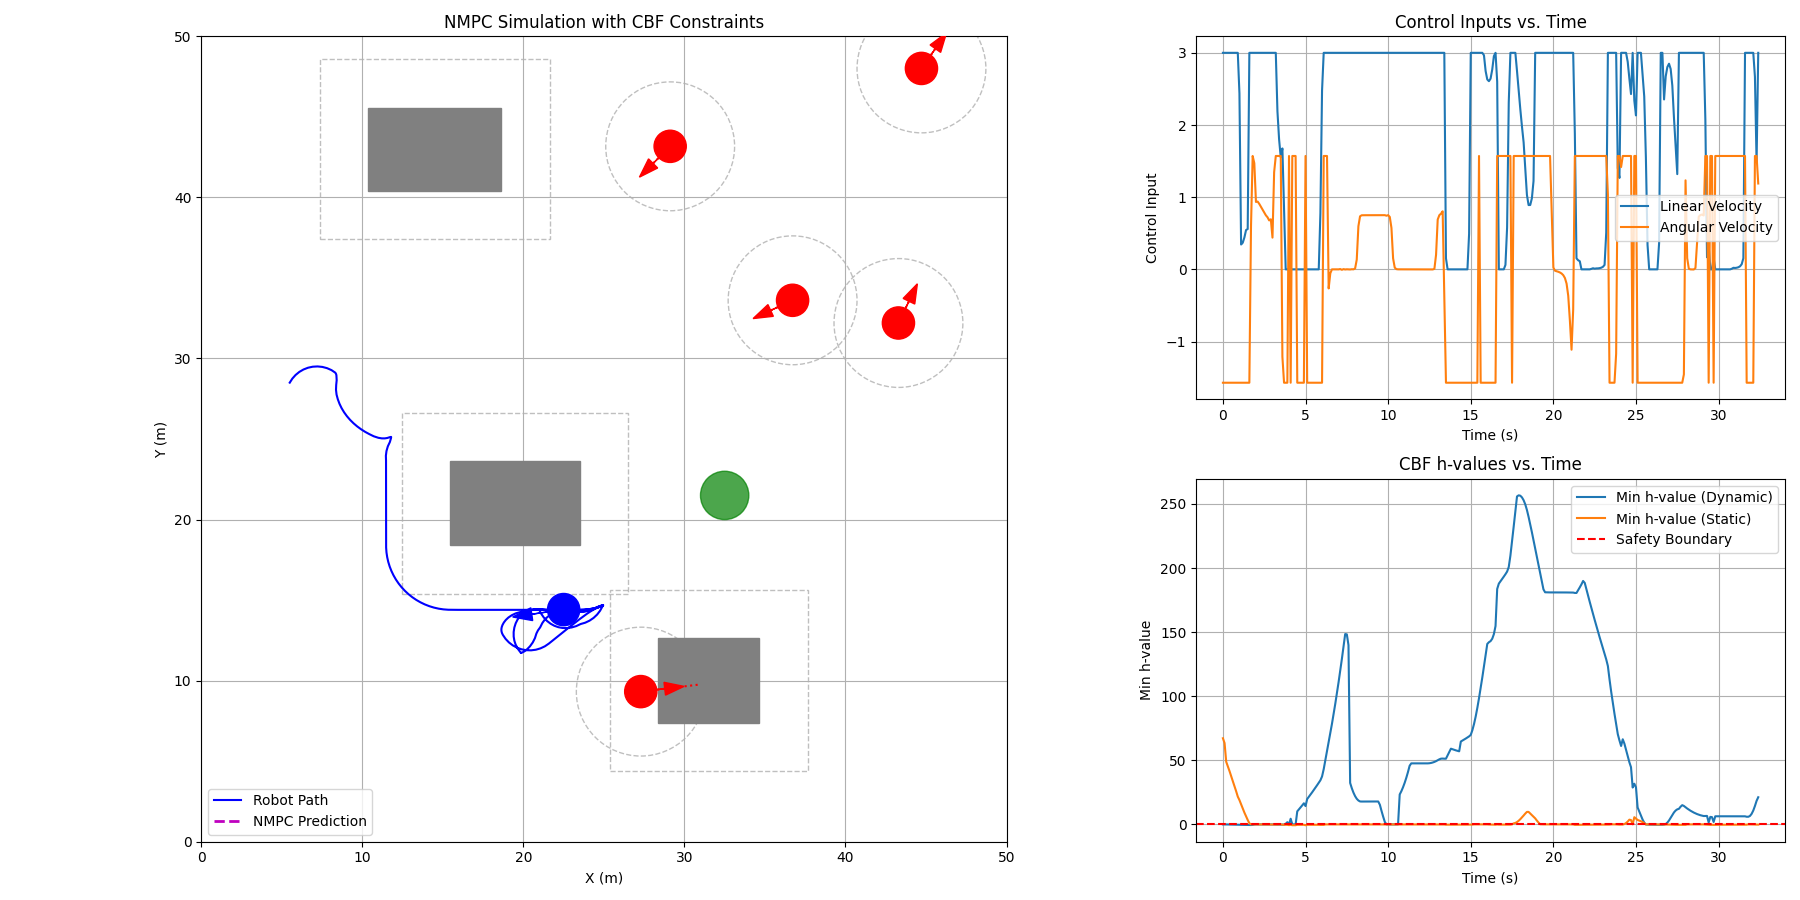 NMPC Simulation with CBF Constraints
50
40
30
20
10
0
0 10 20 30 40 50
Y (m)
X (m)
Robot Path
NMPC Prediction
Control Inputs vs. Time
3
2
1
0
−1
0 5 10 15 20 25 30
Control Input
Time (s)
Linear Velocity
Angular Velocity
CBF h-values vs. Time
250
200
150
100
50
0
0 5 10 15 20 25 30
Min h-value
Time (s)
Min h-value (Dynamic)
Min h-value (Static)
Safety Boundary